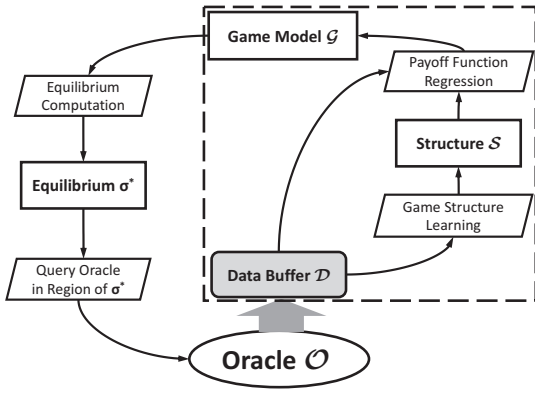 Game Model 𝒢
Payoff Function
Regression
Equilibrium
Computation
Structure 𝒮
Equilibrium σ*
Game Structure
Learning
Query Oracle
in Region of σ*
Data Buffer 𝒟
Oracle 𝒪